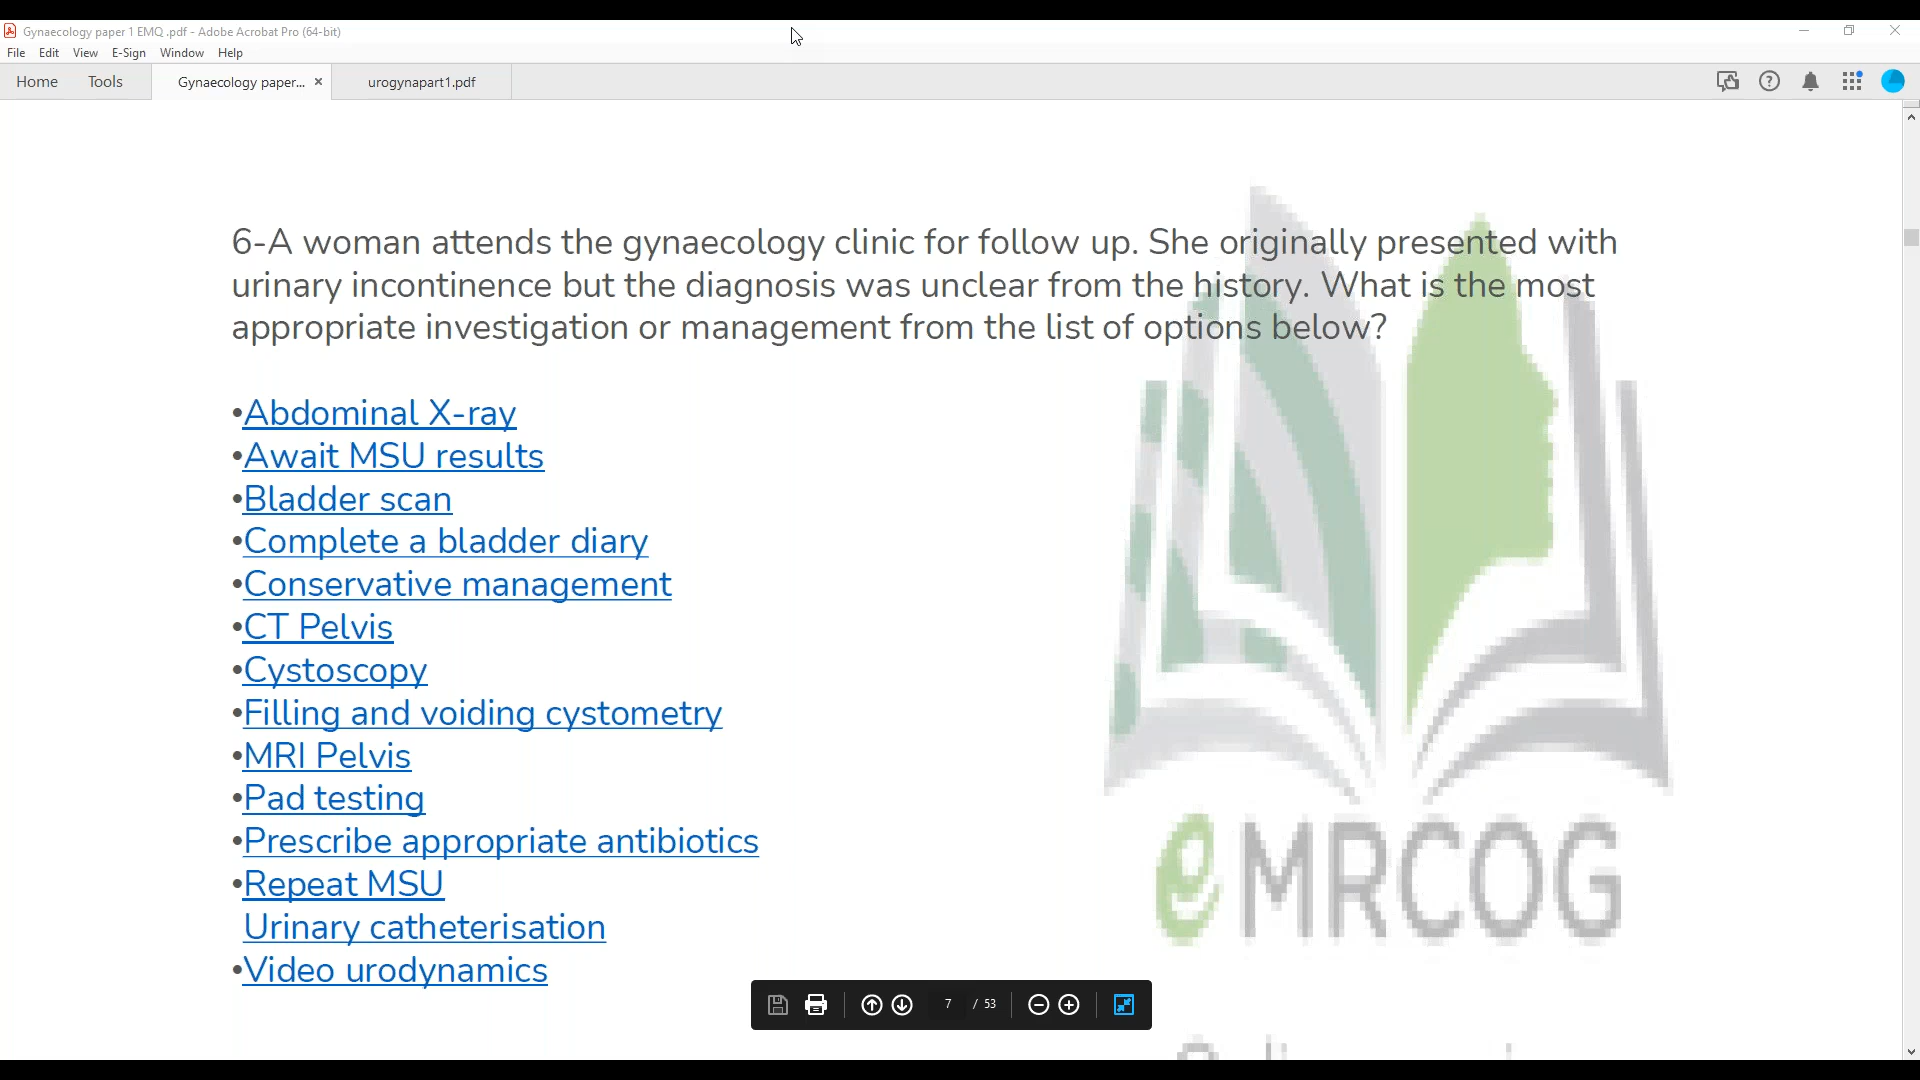 Gynaecology paper 1 EMQ .pdf - Adobe Acrobat Pro (64-bit)
File Edit View E-Sign Window Help
Home Tools Gynaecology paper... × urogynapart1.pdf
6-A woman attends the gynaecology clinic for follow up. She originally presented with
urinary incontinence but the diagnosis was unclear from the history. What is the most
appropriate investigation or management from the list of options below?
•Abdominal X-ray
•Await MSU results
•Bladder scan
•Complete a bladder diary
•Conservative management
•CT Pelvis
•Cystoscopy
•Filling and voiding cystometry
•MRI Pelvis
•Pad testing
•Prescribe appropriate antibiotics
•Repeat MSU
Urinary catheterisation
•Video urodynamics
eMRCOG
7 / 53